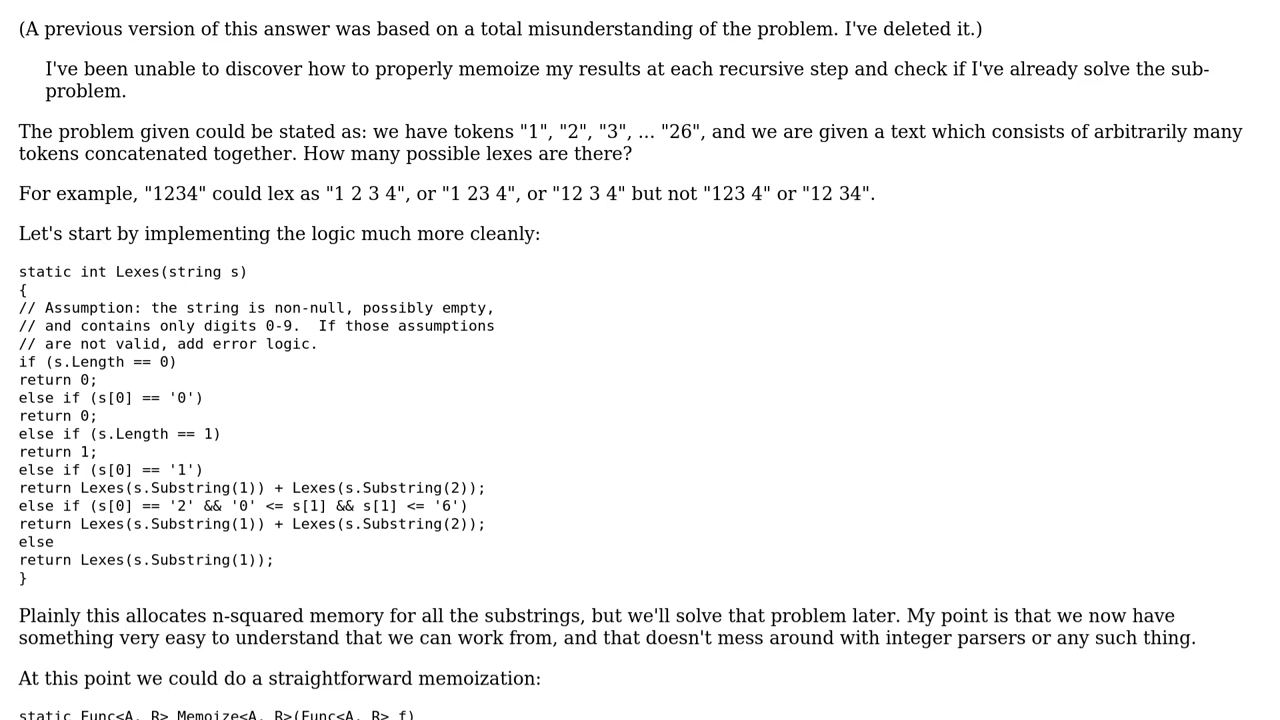 (A previous version of this answer was based on a total misunderstanding of the problem. I've deleted it.)
I've been unable to discover how to properly memoize my results at each recursive step and check if I've already solve the sub-
problem.
The problem given could be stated as: we have tokens "1", "2", "3", ... "26", and we are given a text which consists of arbitrarily many
tokens concatenated together. How many possible lexes are there?
For example, "1234" could lex as "1 2 3 4", or "1 23 4", or "12 3 4" but not "123 4" or "12 34".
Let's start by implementing the logic much more cleanly:
static int Lexes(string s)
{
// Assumption: the string is non-null, possibly empty,
// and contains only digits 0-9.  If those assumptions
// are not valid, add error logic.
if (s.Length == 0)
return 0;
else if (s[0] == '0')
return 0;
else if (s.Length == 1)
return 1;
else if (s[0] == '1')
return Lexes(s.Substring(1)) + Lexes(s.Substring(2));
else if (s[0] == '2' && '0' <= s[1] && s[1] <= '6')
return Lexes(s.Substring(1)) + Lexes(s.Substring(2));
else
return Lexes(s.Substring(1));
}
Plainly this allocates n-squared memory for all the substrings, but we'll solve that problem later. My point is that we now have
something very easy to understand that we can work from, and that doesn't mess around with integer parsers or any such thing.
At this point we could do a straightforward memoization:
static Func<A, R> Memoize<A, R>(Func<A, R> f)